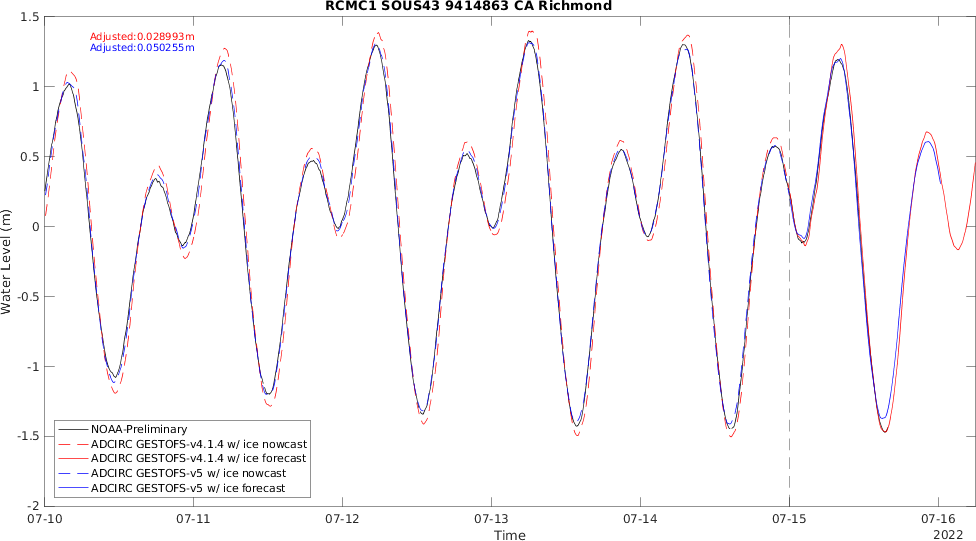 RCMC1 SOUS43 9414863 CA Richmond
Adjusted:0.028993m
Adjusted:0.050255m
1.5
1
0.5
0
-0.5
-1
-1.5
-2
Water Level (m)
NOAA-Preliminary
ADCIRC GESTOFS-v4.1.4 w/ ice nowcast
ADCIRC GESTOFS-v4.1.4 w/ ice forecast
ADCIRC GESTOFS-v5 w/ ice nowcast
ADCIRC GESTOFS-v5 w/ ice forecast
07-10 07-11 07-12 07-13 07-14 07-15 07-16
Time
2022